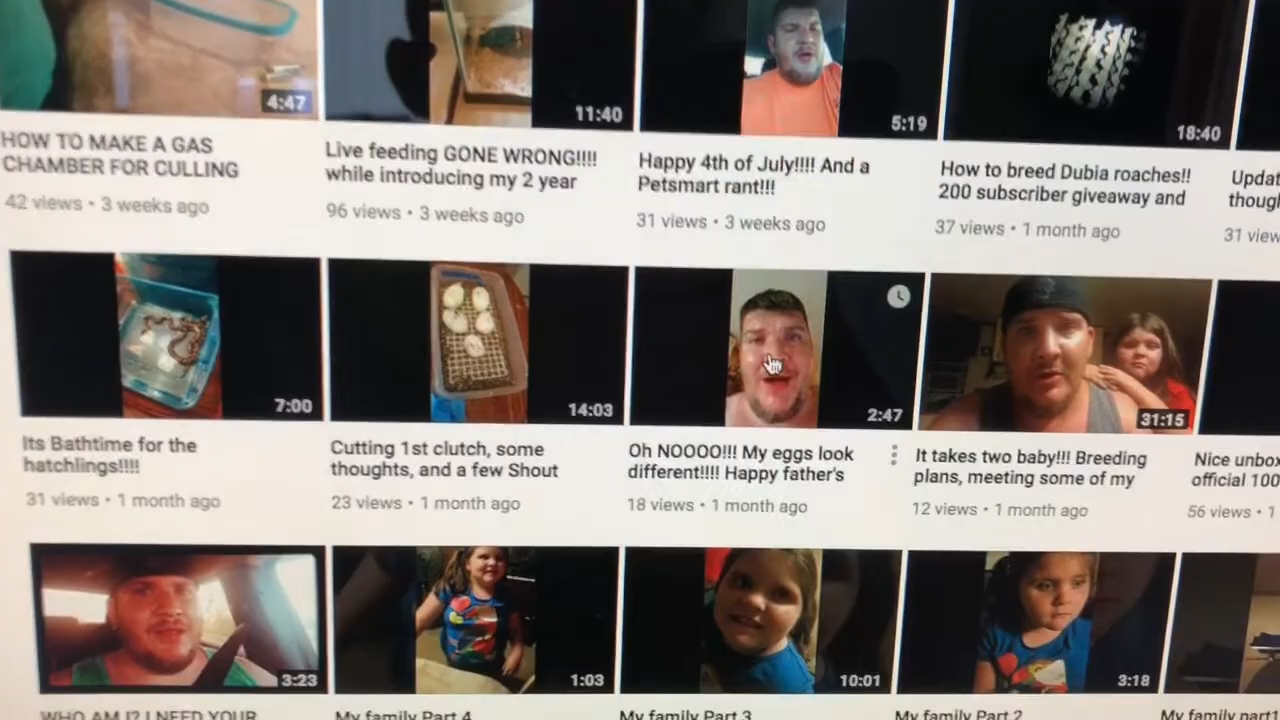 4:47
11:40
5:19
18:40
HOW TO MAKE A GAS
CHAMBER FOR CULLING
42 views • 3 weeks ago
Live feeding GONE WRONG!!!!
while introducing my 2 year
96 views • 3 weeks ago
Happy 4th of July!!!! And a
Petsmart rant!!!
31 views • 3 weeks ago
How to breed Dubia roaches!!
200 subscriber giveaway and
37 views • 1 month ago
Updat
though
31 view
7:00
14:03
2:47
31:15
Its Bathtime for the
hatchlings!!!!
31 views • 1 month ago
Cutting 1st clutch, some
thoughts, and a few Shout
23 views • 1 month ago
Oh NOOOO!!! My eggs look
different!!!! Happy father's
18 views • 1 month ago
It takes two baby!!! Breeding
plans, meeting some of my
12 views • 1 month ago
Nice unbox
official 100
56 views • 1
3:23
1:03
10:01
3:18
WHO AM I? I NEED YOUR
My family Part 4
My family Part 3
My family Part 2
My family part1